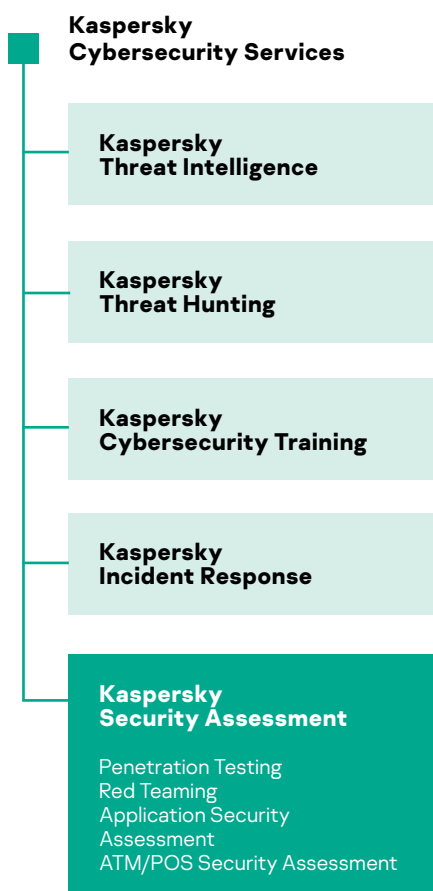 Kaspersky
Cybersecurity Services
Kaspersky
Threat Intelligence
Kaspersky
Threat Hunting
Kaspersky
Cybersecurity Training
Kaspersky
Incident Response
Kaspersky
Security Assessment
Penetration Testing
Red Teaming
Application Security
Assessment
ATM/POS Security Assessment